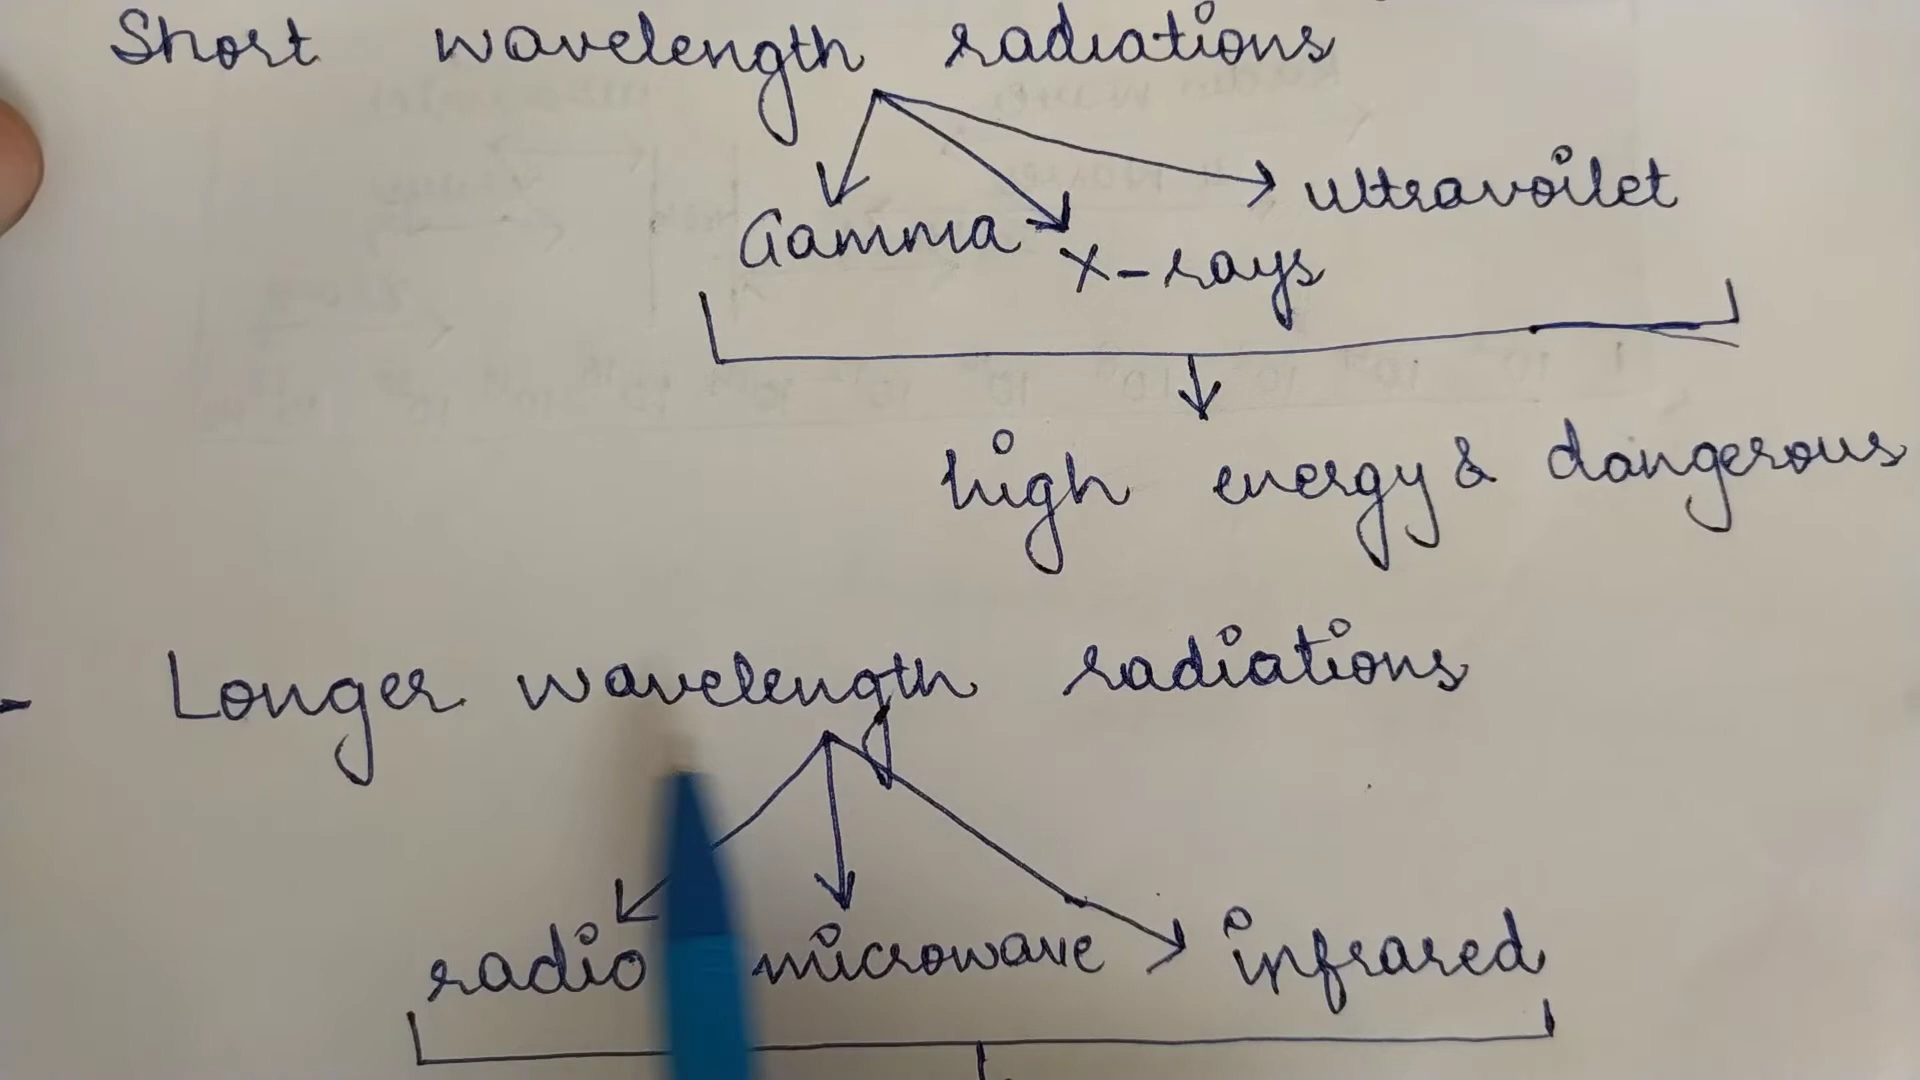 Short wavelength radiations
ultravoilet
Gamma
X-rays
high energy & dangerous
- Longer wavelength radiations
radio microwave infrared